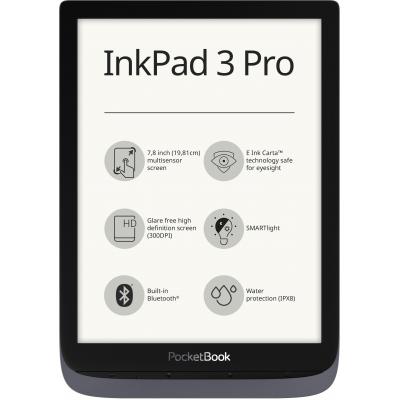 InkPad 3 Pro
7,8 inch (19,81cm)
multisensor
screen
E Ink Carta™
technology safe
for eyesight
HD
Glare free high
definition screen
(300DPI)
SMARTlight
Built-in
Bluetooth®
Water
protection (IPX8)
PocketBook